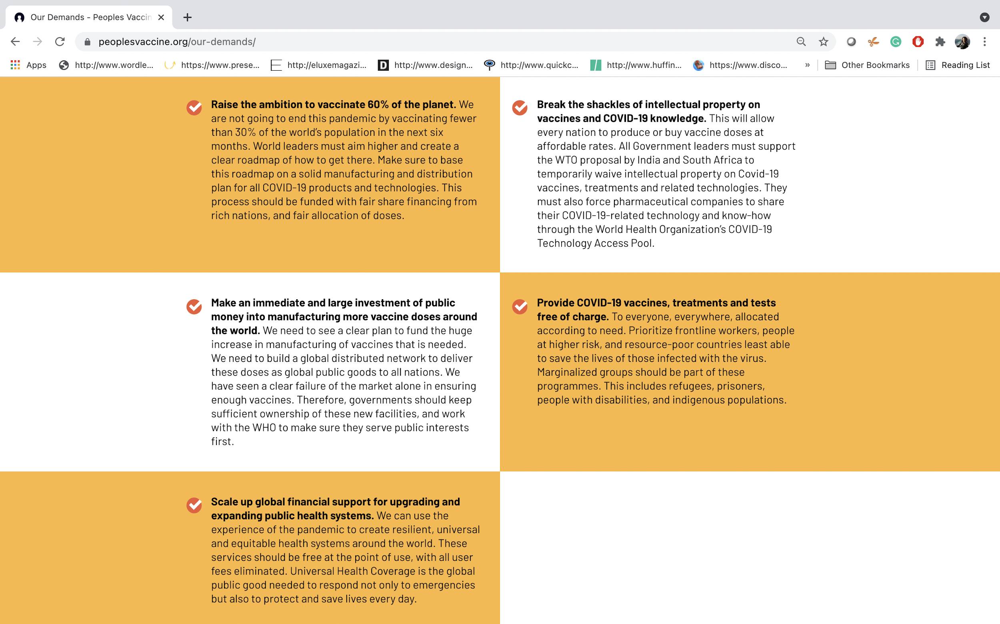 Our Demands - Peoples Vaccin
peoplesvaccine.org/our-demands/
Apps
http://www.wordle...
https://www.prese...
http://eluxemagazi...
D
http://www.design...
http://www.quickc...
http://www.huffin...
https://www.disco...
»
Other Bookmarks
Reading List
Raise the ambition to vaccinate 60% of the planet. We
are not going to end this pandemic by vaccinating fewer
than 30% of the world's population in the next six
months. World leaders must aim higher and create a
clear roadmap of how to get there. Make sure to base
this roadmap on a solid manufacturing and distribution
plan for all COVID-19 products and technologies. This
process should be funded with fair share financing from
rich nations, and fair allocation of doses.
Break the shackles of intellectual property on
vaccines and COVID-19 knowledge. This will allow
every nation to produce or buy vaccine doses at
affordable rates. All Government leaders must support
the WTO proposal by India and South Africa to
temporarily waive intellectual property on Covid-19
vaccines, treatments and related technologies. They
must also force pharmaceutical companies to share
their COVID-19-related technology and know-how
through the World Health Organization's COVID-19
Technology Access Pool.
Make an immediate and large investment of public
money into manufacturing more vaccine doses around
the world. We need to see a clear plan to fund the huge
increase in manufacturing of vaccines that is needed.
We need to build a global distributed network to deliver
these doses as global public goods to all nations. We
have seen a clear failure of the market alone in ensuring
enough vaccines. Therefore, governments should keep
sufficient ownership of these new facilities, and work
with the WHO to make sure they serve public interests
first.
Provide COVID-19 vaccines, treatments and tests
free of charge. To everyone, everywhere, allocated
according to need. Prioritize frontline workers, people
at higher risk, and resource-poor countries least able
to save the lives of those infected with the virus.
Marginalized groups should be part of these
programmes. This includes refugees, prisoners,
people with disabilities, and indigenous populations.
Scale up global financial support for upgrading and
expanding public health systems. We can use the
experience of the pandemic to create resilient, universal
and equitable health systems around the world. These
services should be free at the point of use, with all user
fees eliminated. Universal Health Coverage is the global
public good needed to respond not only to emergencies
but also to protect and save lives every day.